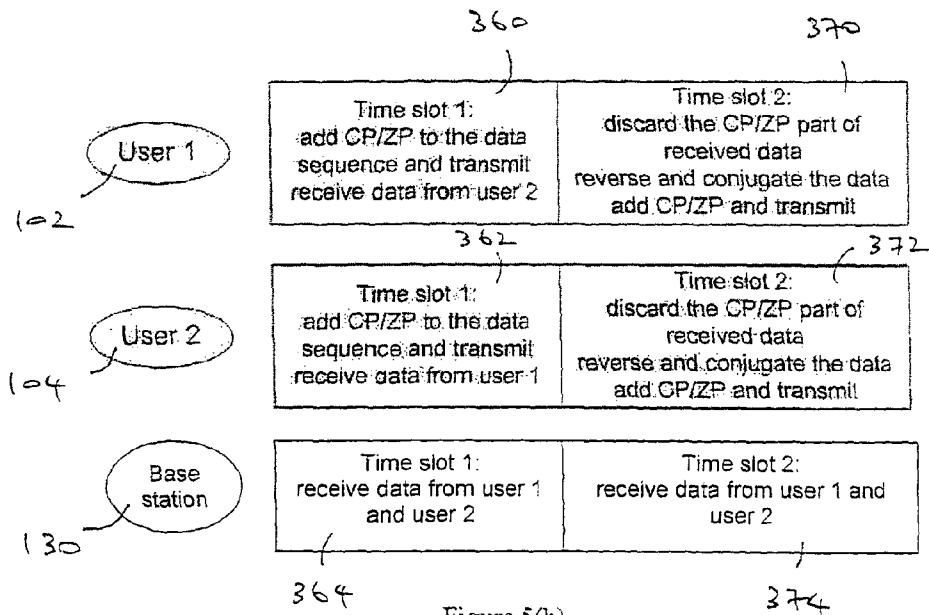 360
370
User 1
102
Time slot 1:
add CP/ZP to the data
sequence and transmit
receive data from user 2
Time slot 2:
discard the CP/ZP part of
received data
reverse and conjugate the data
add CP/ZP and transmit
362
372
User 2
104
Time slot 1:
add CP/ZP to the data
sequence and transmit
receive data from user 1
Time slot 2:
discard the CP/ZP part of
received data
reverse and conjugate the data
add CP/ZP and transmit
Base
station
130
Time slot 1:
receive data from user 1
and user 2
Time slot 2:
receive data from user 1 and
user 2
364
374
Figure 5(b)